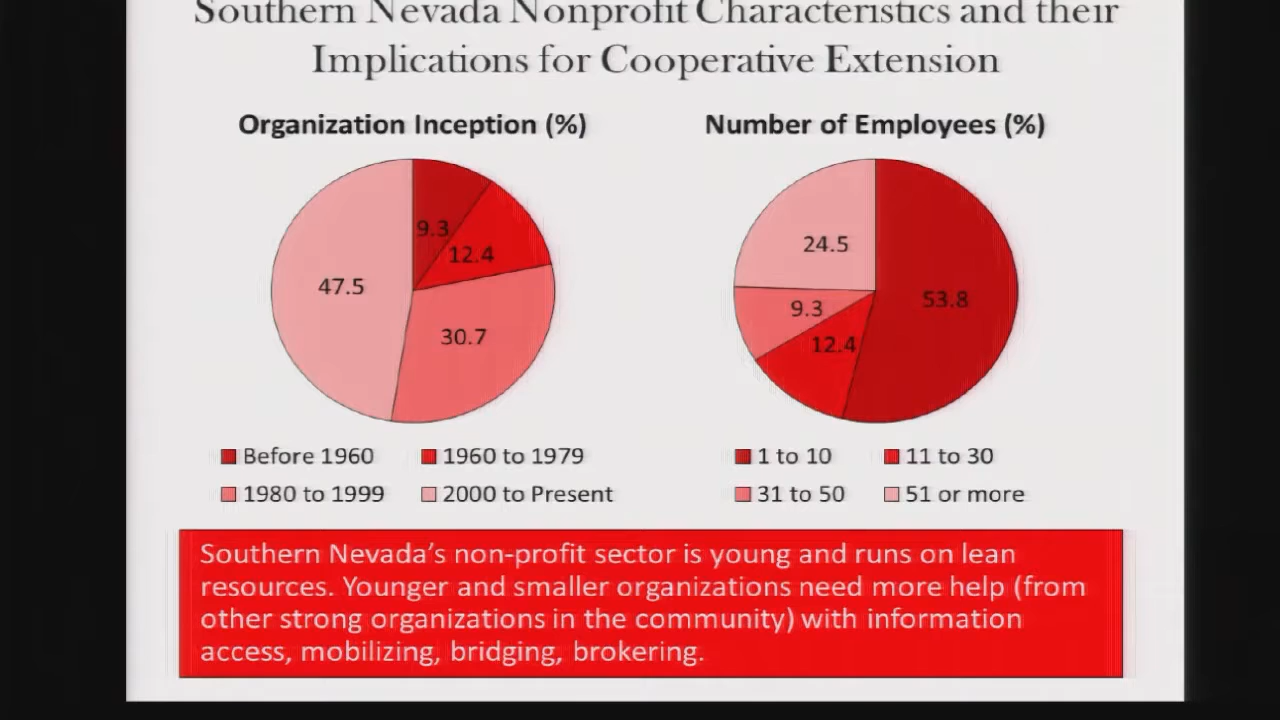 Southern Nevada Nonprofit Characteristics and their
Implications for Cooperative Extension
Organization Inception (%)
9.3
12.4
47.5
30.7
Before 1960
1960 to 1979
1980 to 1999
2000 to Present
Number of Employees (%)
24.5
53.8
9.3
12.4
1 to 10
11 to 30
31 to 50
51 or more
Southern Nevada’s non-profit sector is young and runs on lean
resources. Younger and smaller organizations need more help (from
other strong organizations in the community) with information
access, mobilizing, bridging, brokering.